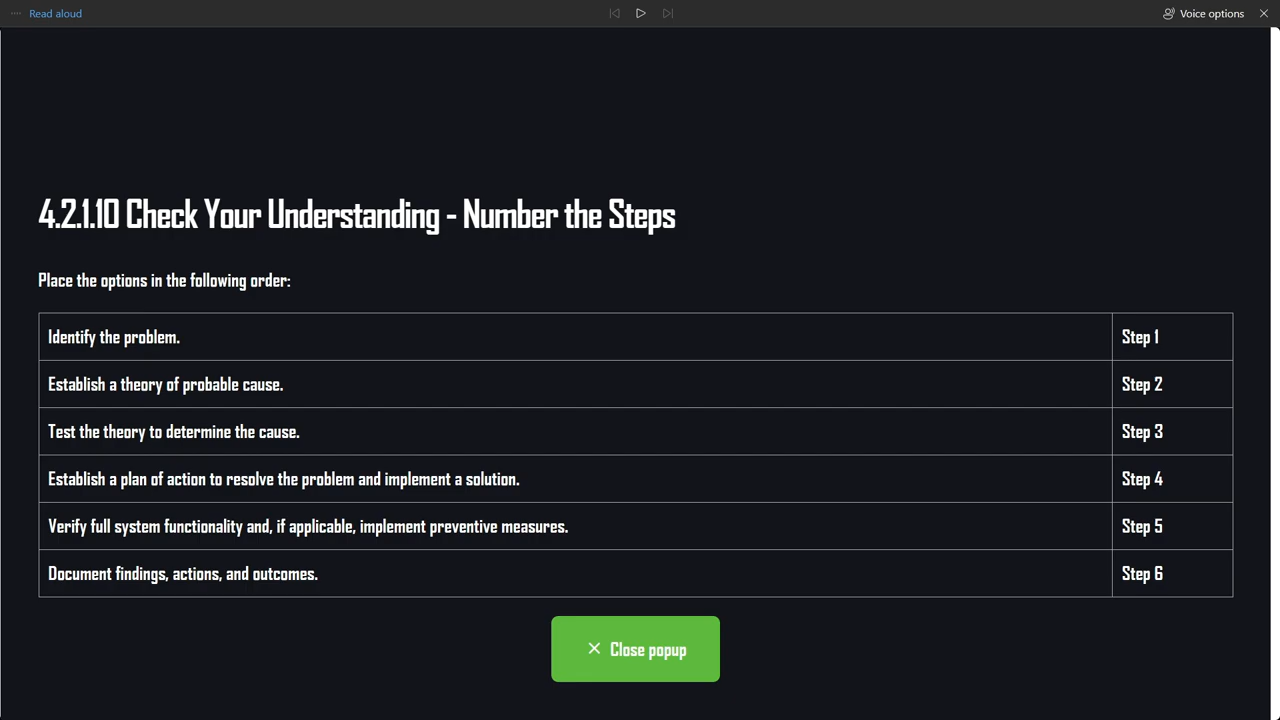 Read aloud
Voice options
4.2.1.10 Check Your Understanding - Number the Steps
Place the options in the following order:
Identify the problem. Step 1
Establish a theory of probable cause. Step 2
Test the theory to determine the cause. Step 3
Establish a plan of action to resolve the problem and implement a solution. Step 4
Verify full system functionality and, if applicable, implement preventive measures. Step 5
Document findings, actions, and outcomes. Step 6
Close popup